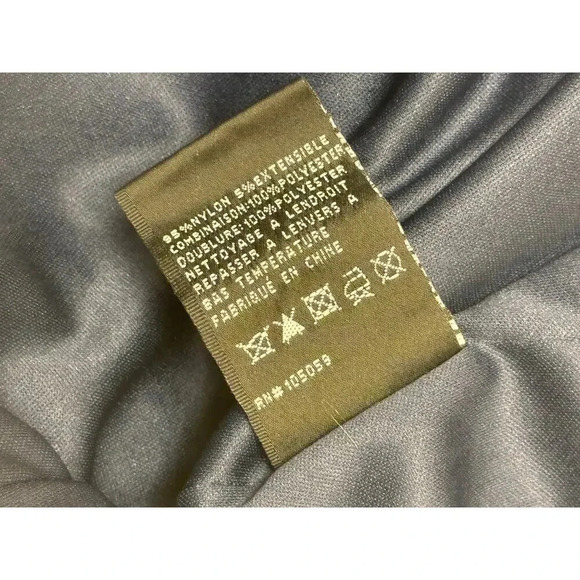 95%NYLON 5%EXTENSIBLE
COMBINAISON:100%POLYESTER
DOUBLURE:100%POLYESTER
NETTOYAGE A LENDROIT
REPASSER A LENVERS A
BAS TEMPERATURE
FABRIQUE EN CHINE
RN# 105059